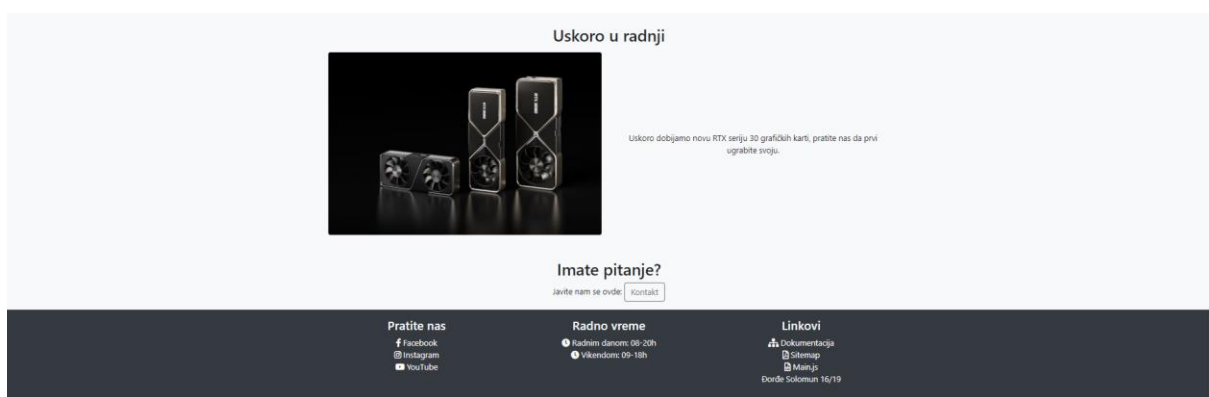 Uskoro u radnji
Uskoro dobijamo novu RTX seriju 30 grafičkih karti, pratite nas da prvi
ugrabite svoju.
Imate pitanje?
Javite nam se ovde: Kontakt
Pratite nas
Facebook
Instagram
YouTube
Radno vreme
Radnim danom: 08-20h
Vikendom: 09-18h
Linkovi
Dokumentacija
Sitemap
Main.js
Đorđe Solomun 16/19